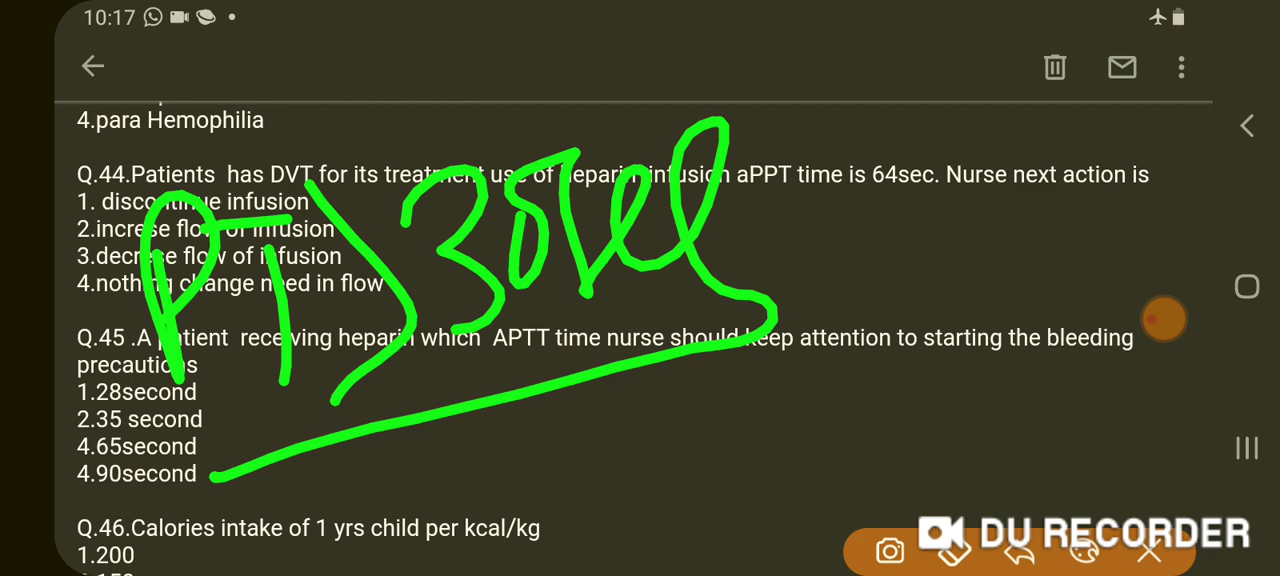 10:17
4.para Hemophilia
Q.44.Patients has DVT for its treatment use of heparin infusion aPPT time is 64sec. Nurse next action is
1. discontinue infusion
2.increse flow of infusion
3.decrese flow of infusion
4.nothing change need in flow
PT > 30sec
Q.45 .A patient receiving heparin which APTT time nurse should keep attention to starting the bleeding
precautions
1.28second
2.35 second
4.65second
4.90second
Q.46.Calories intake of 1 yrs child per kcal/kg
1.200
DU RECORDER